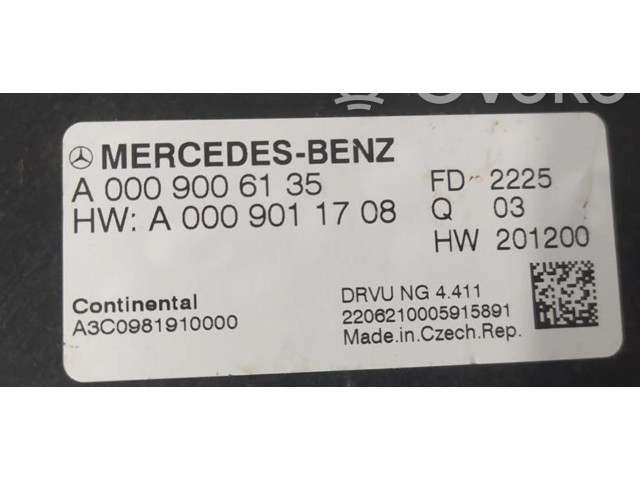 MERCEDES-BENZ
A 000 900 61 35
HW: A 000 901 17 08
FD 2225
Q 03
HW 201200
Continental
A3C0981910000
DRVU NG 4.411
2206210005915891
Made.in.Czech.Rep.